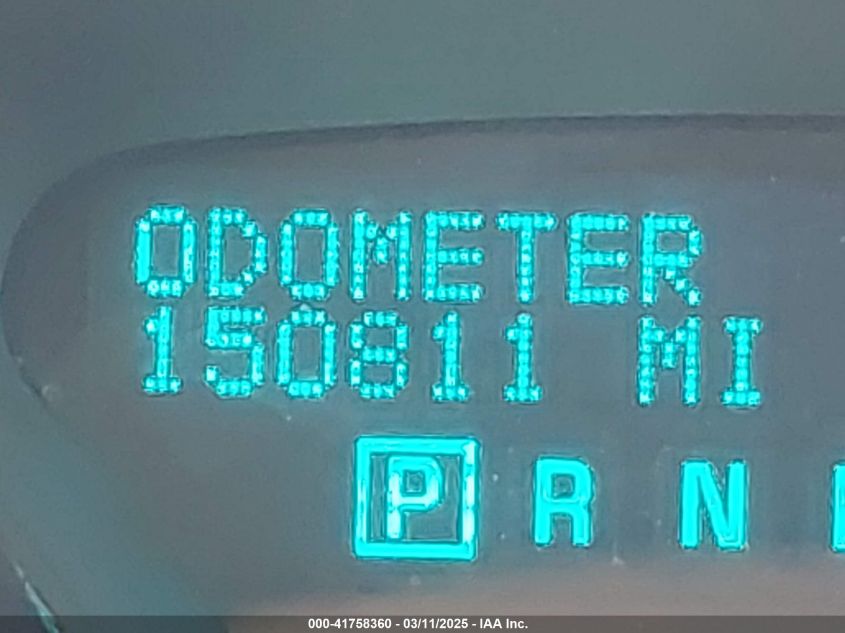 ODOMETER
150811 MI
P R N
000-41758360 - 03/11/2025 - IAA Inc.